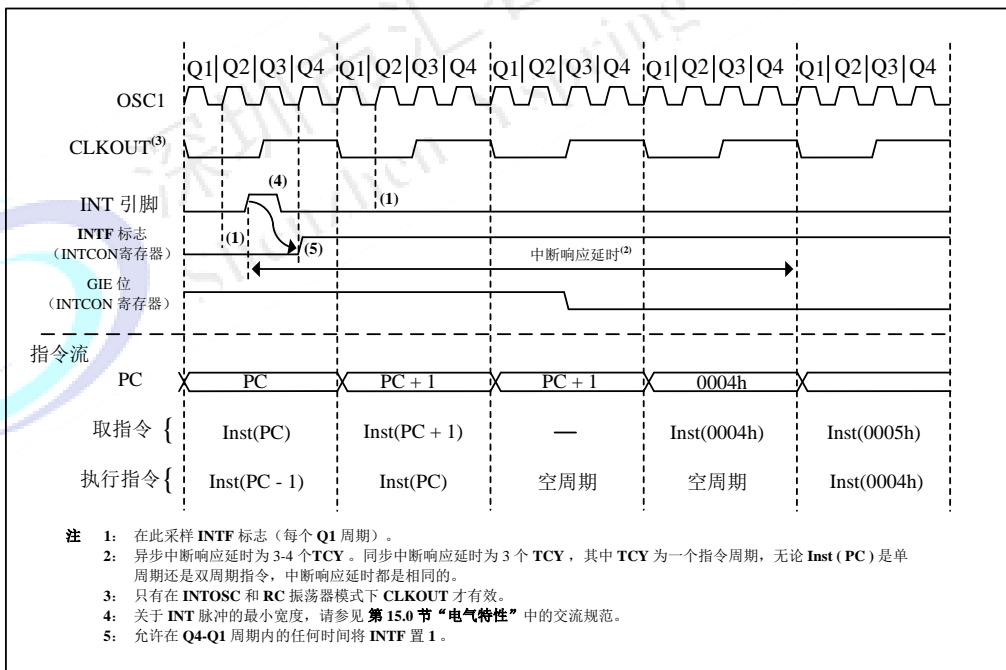 Q1 Q2 Q3 Q4 Q1 Q2 Q3 Q4 Q1 Q2 Q3 Q4 Q1 Q2 Q3 Q4 Q1 Q2 Q3 Q4
OSC1
CLKOUT(3)
(4)
INT 引脚
(1)
INTF 标志
(INTCON寄存器)
(1)
(5)
中断响应延时(2)
GIE 位
(INTCON 寄存器)
指令流
PC
PC
PC + 1
PC + 1
0004h
取指令 {
Inst(PC)
Inst(PC + 1)
—
Inst(0004h)
Inst(0005h)
执行指令 {
Inst(PC - 1)
Inst(PC)
空周期
空周期
Inst(0004h)
注 1: 在此采样 INTF 标志（每个 Q1 周期）。
2: 异步中断响应延时为 3-4 个TCY 。同步中断响应延时为 3 个 TCY ，其中 TCY 为一个指令周期，无论 Inst ( PC ) 是单
周期还是双周期指令，中断响应延时都是相同的。
3: 只有在 INTOSC 和 RC 振荡器模式下 CLKOUT 才有效。
4: 关于 INT 脉冲的最小宽度，请参见 第 15.0 节“电气特性”中的交流规范。
5: 允许在 Q4-Q1 周期内的任何时间将 INTF 置 1 。